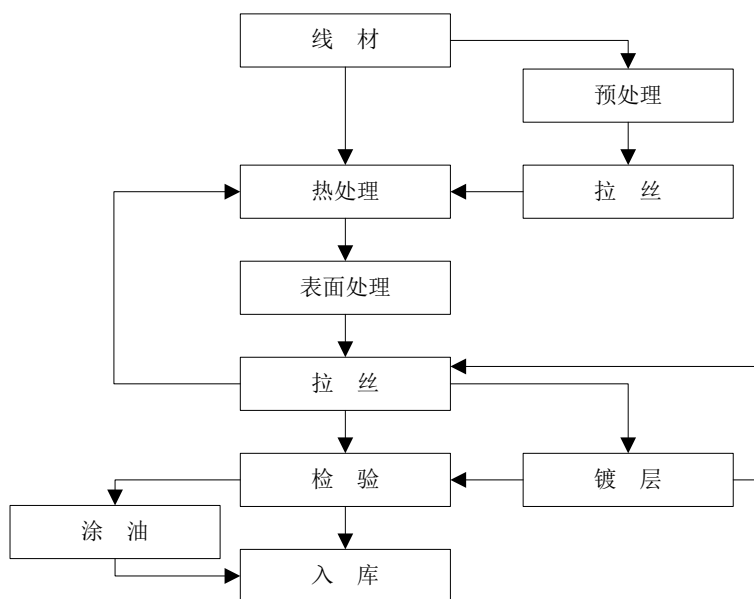 线 材
预处理
热处理
拉 丝
表面处理
拉 丝
检 验
镀 层
涂 油
入 库